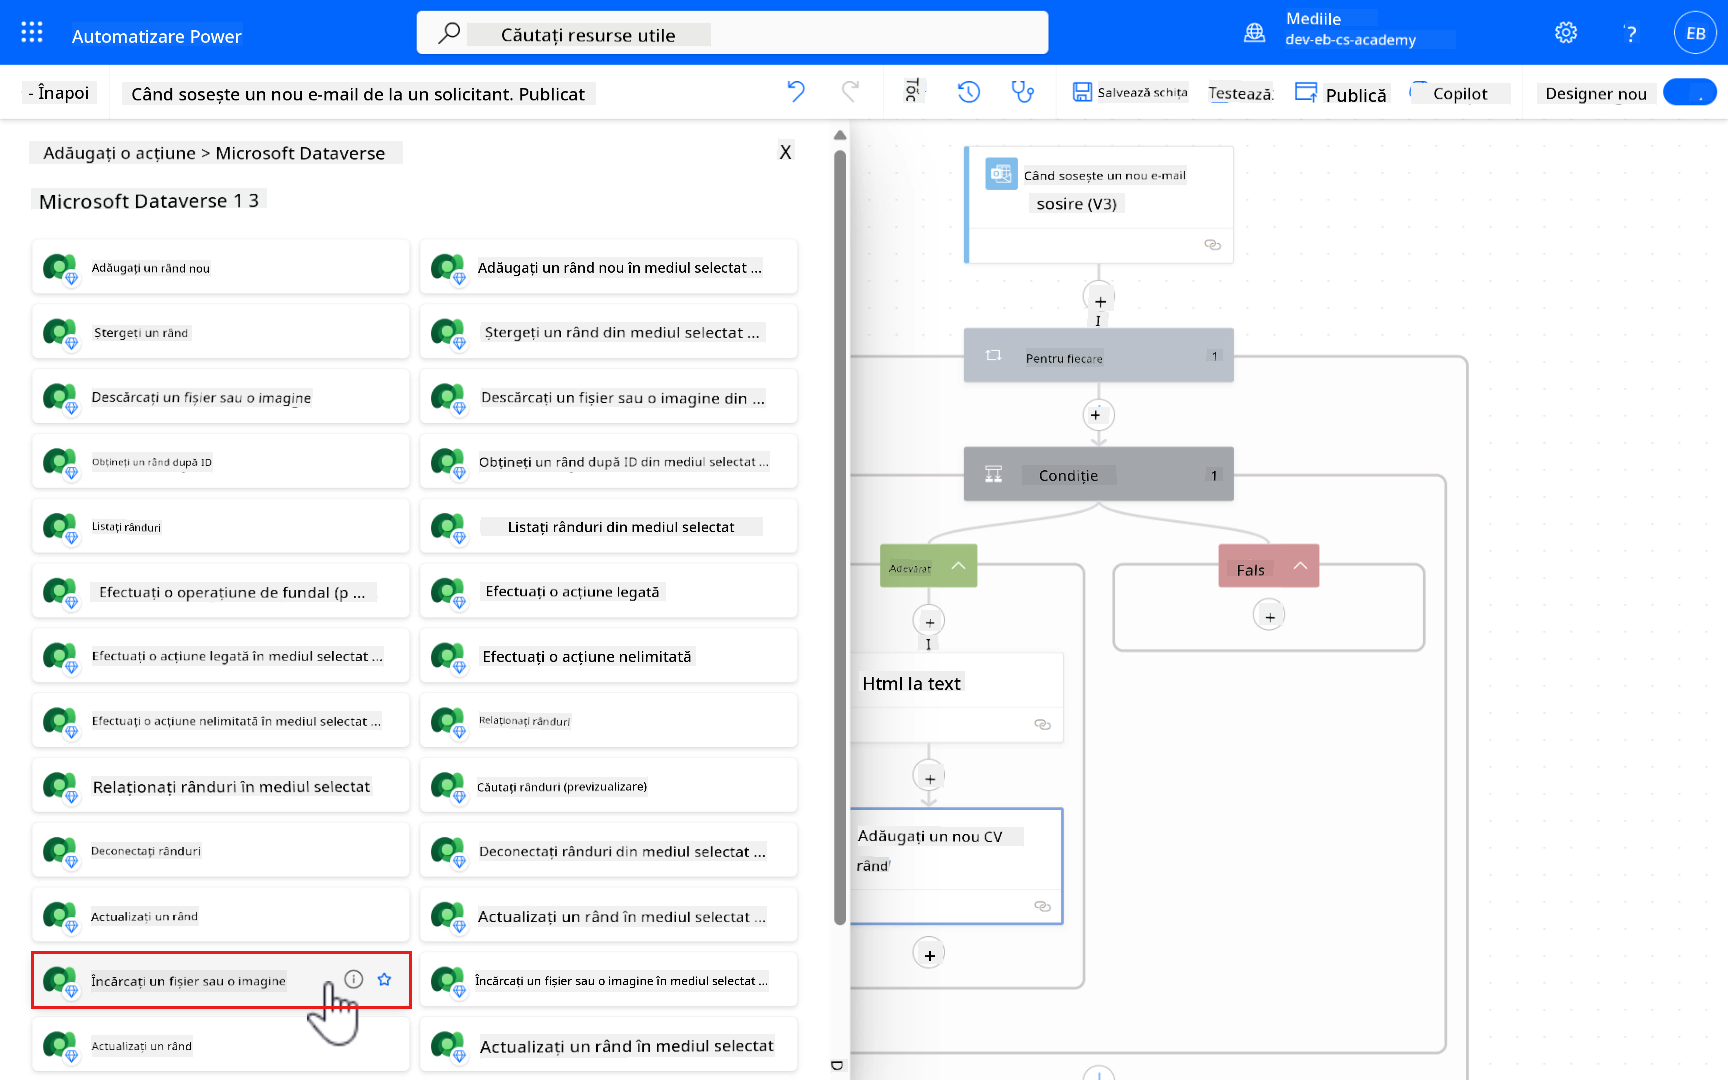 Automatizare Power
Căutați resurse utile
Mediile
dev-eb-cs-academy
?
EB
- Înapoi
Când sosește un nou e-mail de la un solicitant. Publicat
Salvează schița
Testează:
Publică
Copilot
Designer nou
Adăugați o acțiune > Microsoft Dataverse
X
Microsoft Dataverse 1 3
Adăugați un rând nou
Adăugați un rând nou în mediul selectat ...
Ștergeți un rând
Ștergeți un rând din mediul selectat ...
Descărcați un fișier sau o imagine
Descărcați un fișier sau o imagine din ...
Obțineți un rând după ID
Obțineți un rând după ID din mediul selectat ...
Listați rânduri
Listați rânduri din mediul selectat
Efectuați o operațiune de fundal (p ...
Efectuați o acțiune legată
Efectuați o acțiune legată în mediul selectat ...
Efectuați o acțiune nelimitată
Efectuați o acțiune nelimitată în mediul selectat ...
Relaționați rânduri
Relaționați rânduri în mediul selectat
Căutați rânduri (previzualizare)
Deconectați rânduri
Deconectați rânduri din mediul selectat ...
Actualizați un rând
Actualizați un rând în mediul selectat ...
Încărcați un fișier sau o imagine
Încărcați un fișier sau o imagine în mediul selectat ...
Actualizați un rând
Actualizați un rând în mediul selectat
Când sosește un nou e-mail
sosire (V3)
Pentru fiecare
1
Condiție
1
Adevărat
Fals
Html la text
Adăugați un nou CV
rând